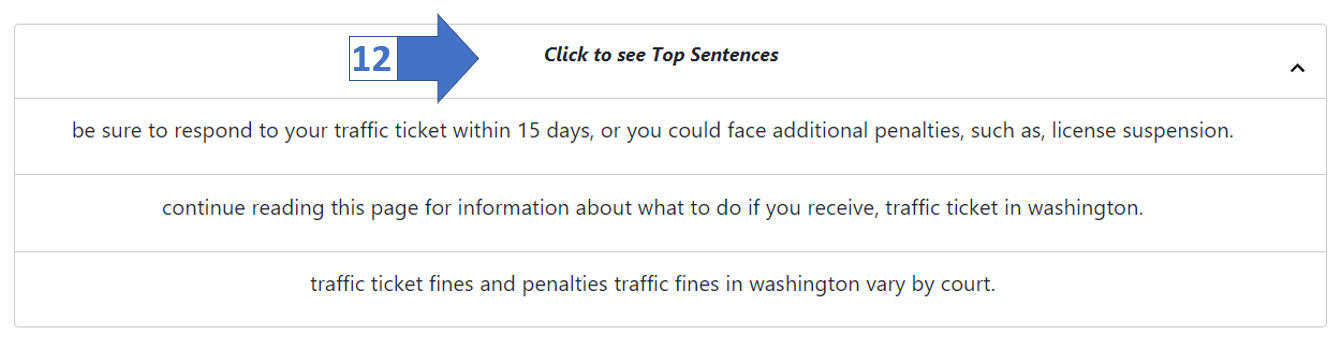 12
Click to see Top Sentences
be sure to respond to your traffic ticket within 15 days, or you could face additional penalties, such as, license suspension.
continue reading this page for information about what to do if you receive, traffic ticket in washington.
traffic ticket fines and penalties traffic fines in washington vary by court.